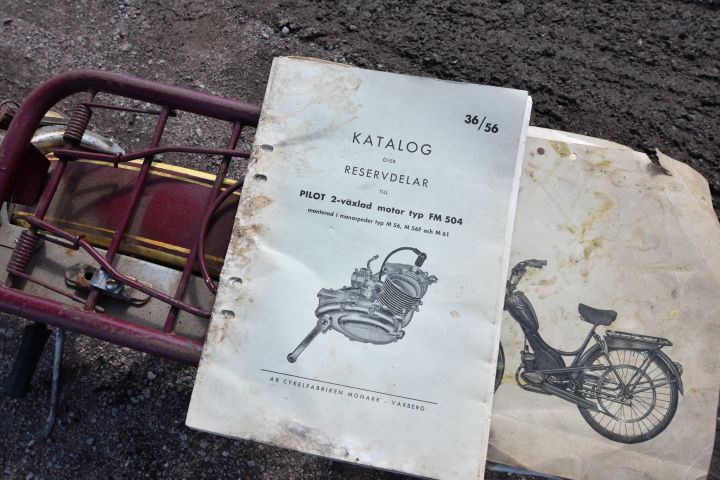 36/56
KATALOG
ÖVER
RESERVDELAR
TILL
PILOT 2-växlad motor typ FM 504
monterad i monarpeder typ M 56, M 56F och M 61
AB CYKELFABRIKEN MONARK - VARBERG